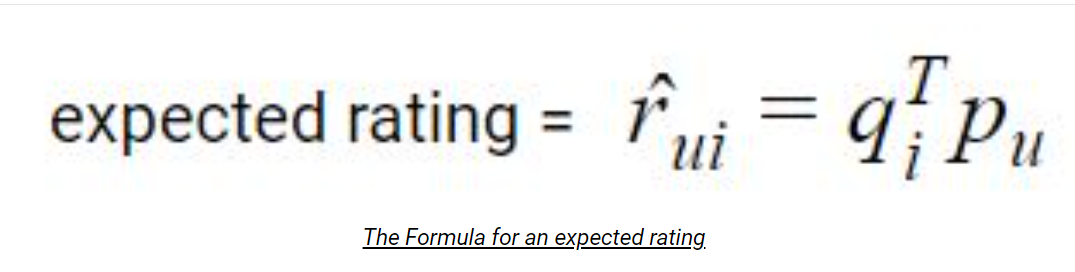 expected rating = r̂ᵤᵢ = qᵢᵀpᵤ
The Formula for an expected rating